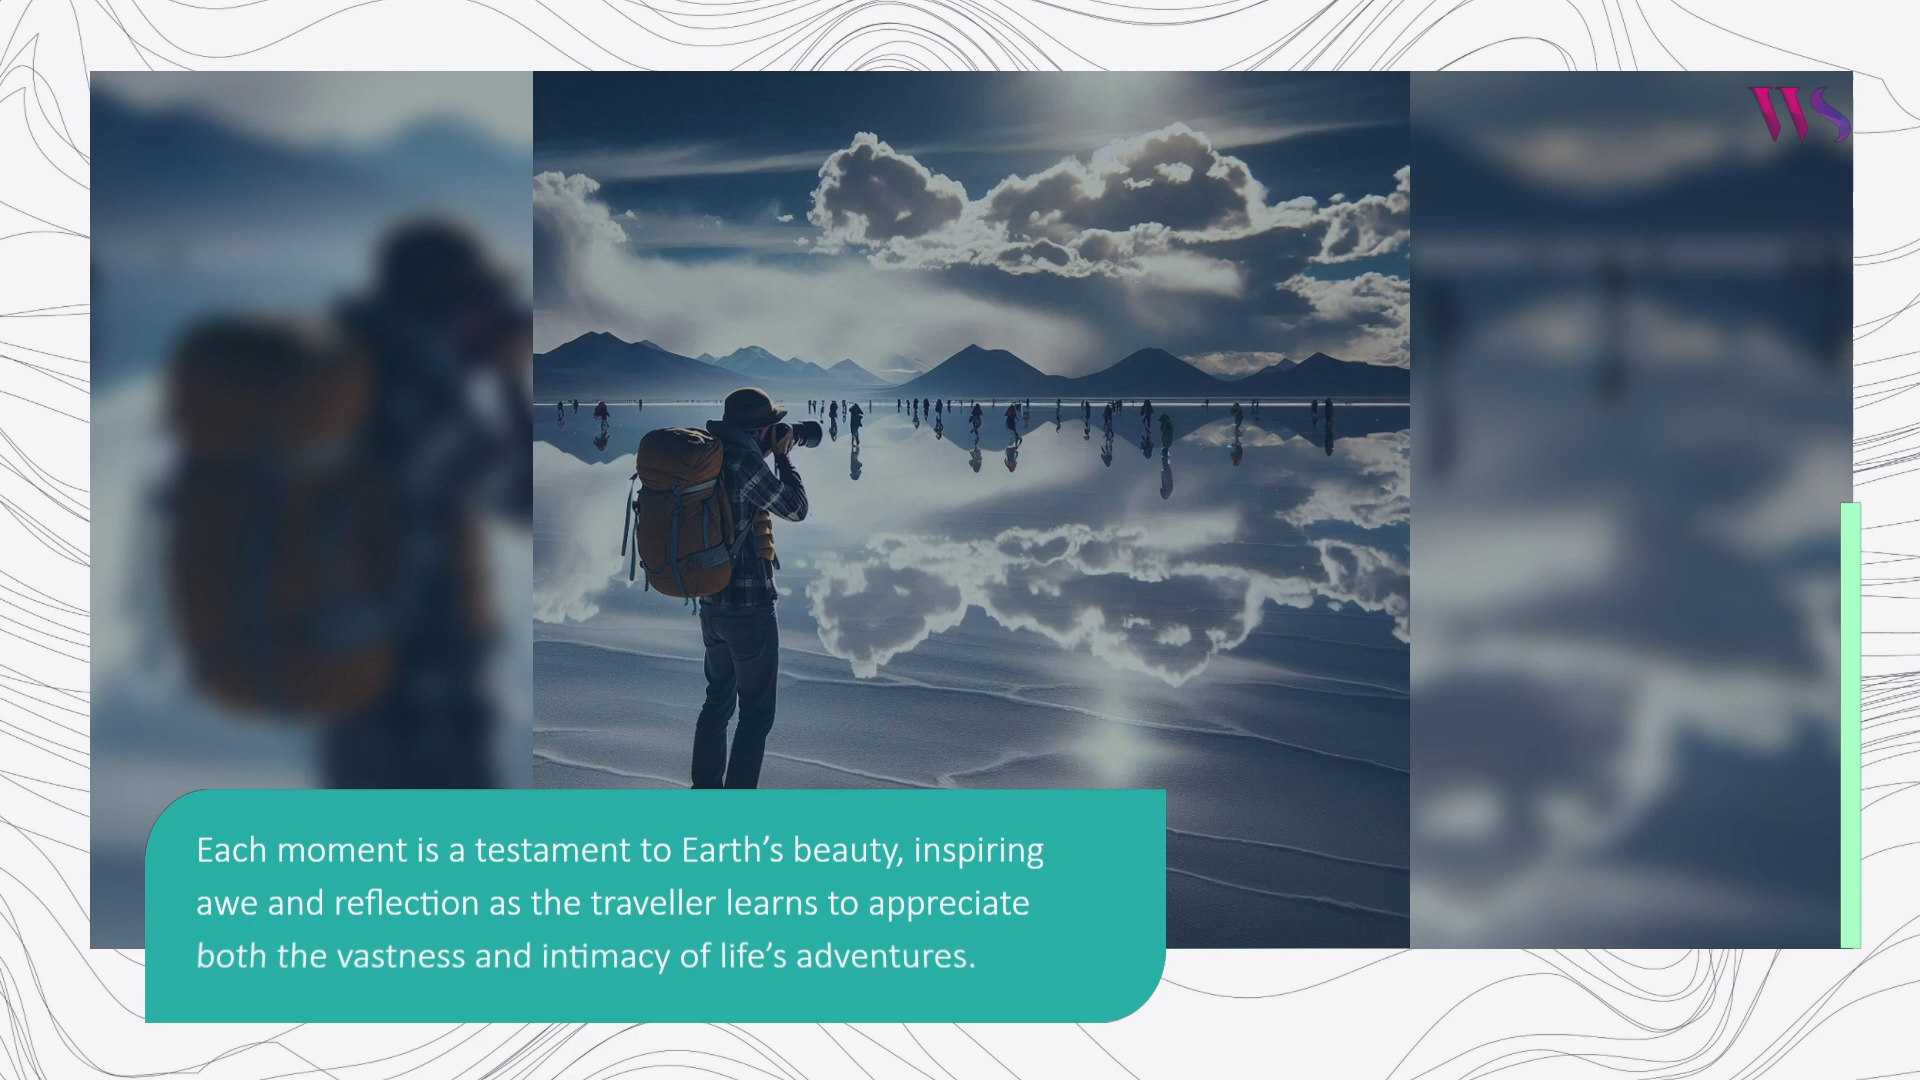 WS
Each moment is a testament to Earth’s beauty, inspiring
awe and reflection as the traveller learns to appreciate
both the vastness and intimacy of life’s adventures.